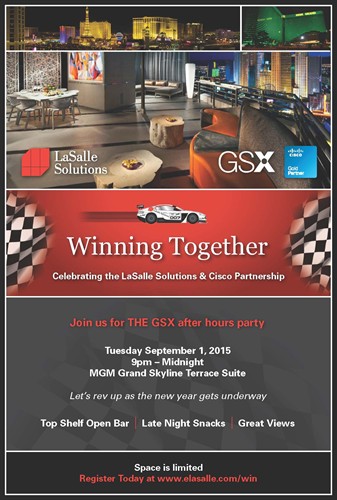 LaSalle
Solutions
GSX
CISCO
Gold
Partner
007
Winning Together
Celebrating the LaSalle Solutions & Cisco Partnership
Join us for THE GSX after hours party
Tuesday September 1, 2015
9pm – Midnight
MGM Grand Skyline Terrace Suite
Let's rev up as the new year gets underway
Top Shelf Open Bar | Late Night Snacks | Great Views
Space is limited
Register Today at www.elasalle.com/win